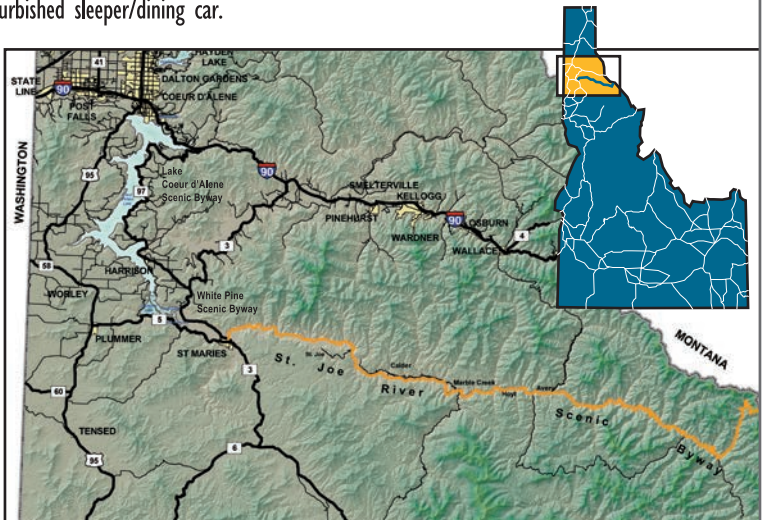 urbished sleeper/dining car.
HAYDEN
LAKE
41
DALTON GARDENS
STATE
LINE
90
COEUR D'ALENE
POST
FALLS
WASHINGTON
95
97
Lake
Coeur d'Alene
Scenic Byway
90
SMELTERVILLE
KELLOGG
PINEHURST
90
OSBURN
WARDNER
WALLACE
4
3
58
HARRISON
WORLEY
White Pine
Scenic Byway
5
PLUMMER
ST MARIES
MONTANA
St. Joe
Calder
Marble Creek
Hoyt
Avery
St. Joe River Scenic Byway
3
60
TENSED
95
6